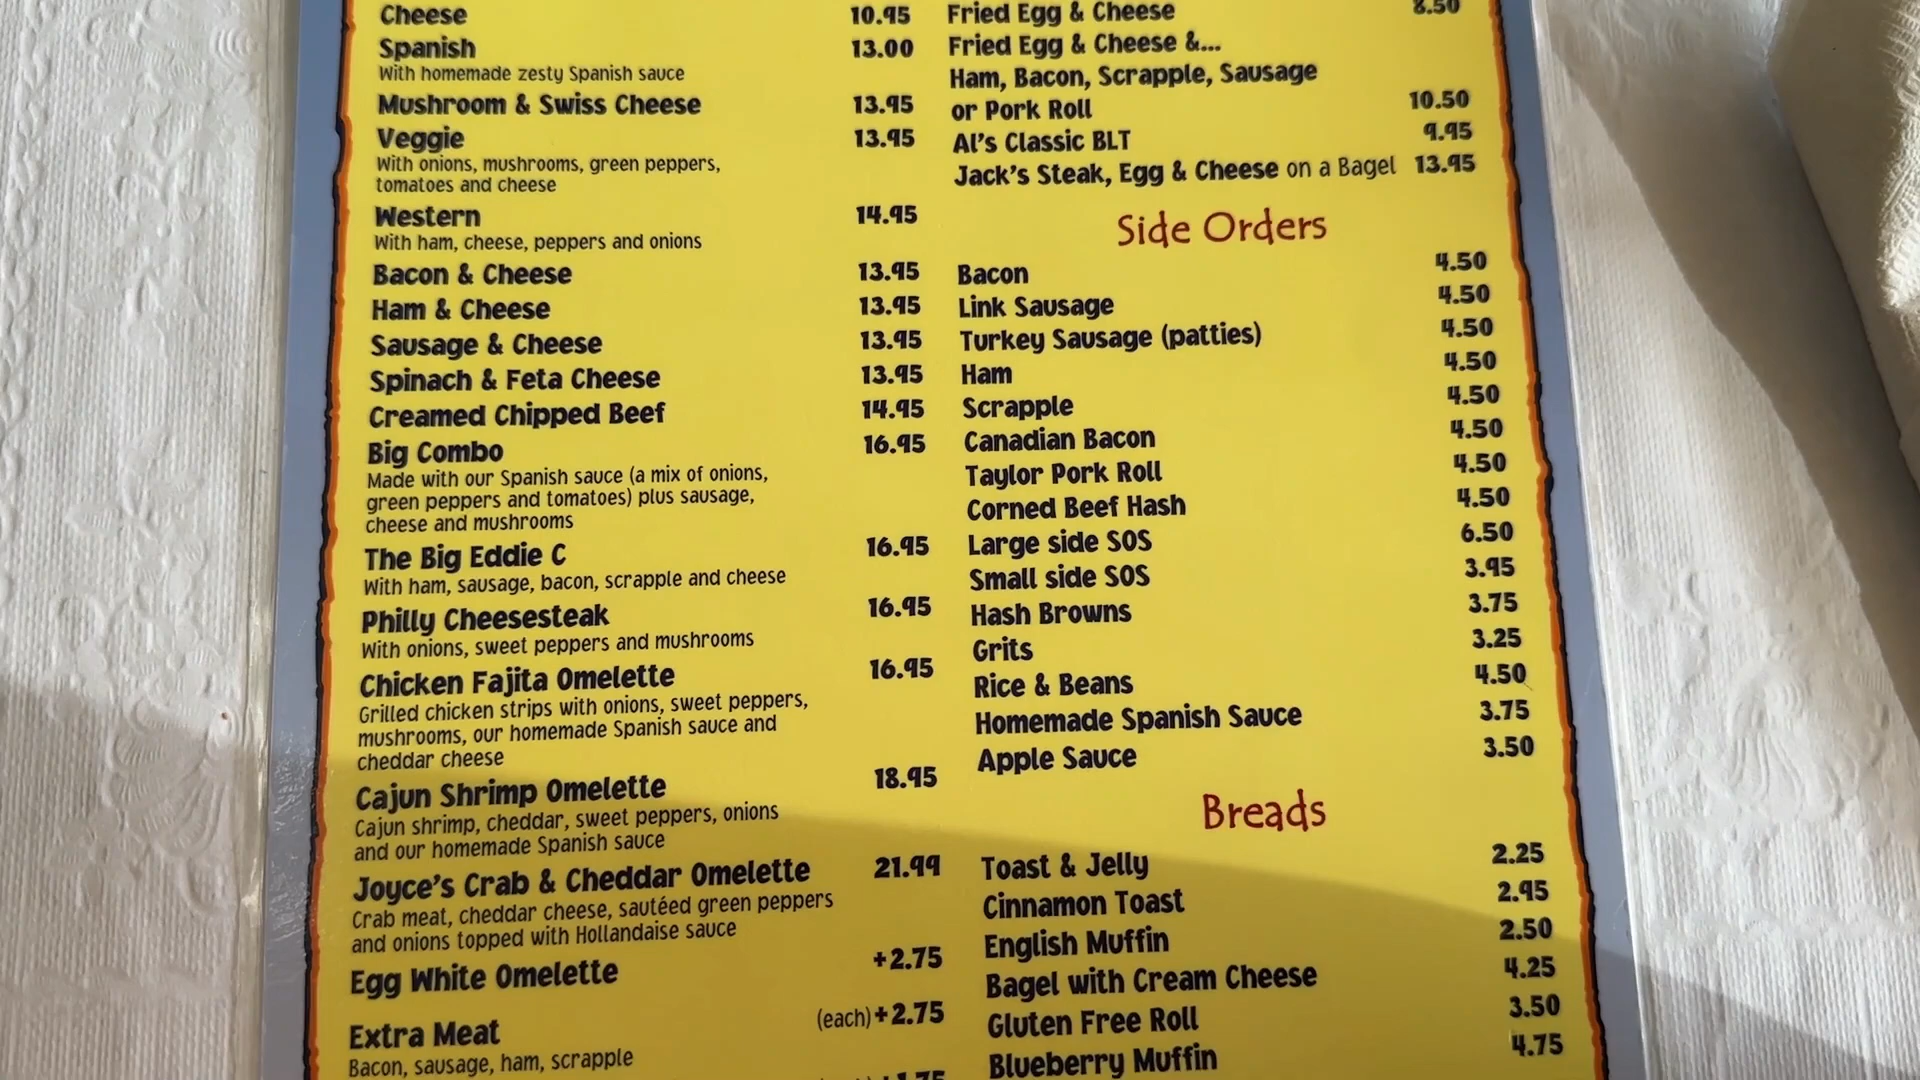 Cheese 10.95
Spanish 13.00
With homemade zesty Spanish sauce
Mushroom & Swiss Cheese 13.95
Veggie 13.95
With onions, mushrooms, green peppers,
tomatoes and cheese
Western 14.95
With ham, cheese, peppers and onions
Bacon & Cheese 13.95
Ham & Cheese 13.95
Sausage & Cheese 13.95
Spinach & Feta Cheese 13.95
Creamed Chipped Beef 14.95
Big Combo 16.95
Made with our Spanish sauce (a mix of onions,
green peppers and tomatoes) plus sausage,
cheese and mushrooms
The Big Eddie C 16.95
With ham, sausage, bacon, scrapple and cheese
Philly Cheesesteak 16.95
With onions, sweet peppers and mushrooms
Chicken Fajita Omelette 16.95
Grilled chicken strips with onions, sweet peppers,
mushrooms, our homemade Spanish sauce and
cheddar cheese
Cajun Shrimp Omelette 18.95
Cajun shrimp, cheddar, sweet peppers, onions
and our homemade Spanish sauce
Joyce's Crab & Cheddar Omelette 21.99
Crab meat, cheddar cheese, sautéed green peppers
and onions topped with Hollandaise sauce
Egg White Omelette +2.75
Extra Meat (each) +2.75
Bacon, sausage, ham, scrapple
Fried Egg & Cheese 8.50
Fried Egg & Cheese &...
Ham, Bacon, Scrapple, Sausage
or Pork Roll 10.50
Al's Classic BLT 9.95
Jack's Steak, Egg & Cheese on a Bagel 13.95
Side Orders
Bacon 4.50
Link Sausage 4.50
Turkey Sausage (patties) 4.50
Ham 4.50
Scrapple 4.50
Canadian Bacon 4.50
Taylor Pork Roll 4.50
Corned Beef Hash 4.50
Large side SOS 6.50
Small side SOS 3.95
Hash Browns 3.75
Grits 3.25
Rice & Beans 4.50
Homemade Spanish Sauce 3.75
Apple Sauce 3.50
Breads
Toast & Jelly 2.25
Cinnamon Toast 2.95
English Muffin 2.50
Bagel with Cream Cheese 4.25
Gluten Free Roll 3.50
Blueberry Muffin 4.75